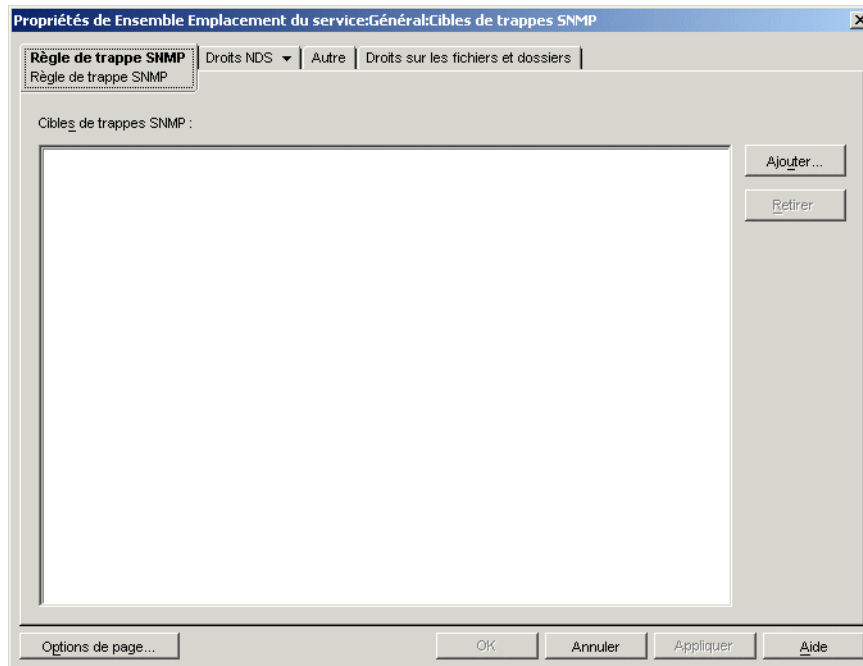 Propriétés de Ensemble Emplacement du service:Général:Cibles de trappes SNMP
Règle de trappe SNMP Droits NDS Autre Droits sur les fichiers et dossiers
Règle de trappe SNMP
Cibles de trappes SNMP :
Ajouter...
Retirer
Options de page... OK Annuler Appliquer Aide